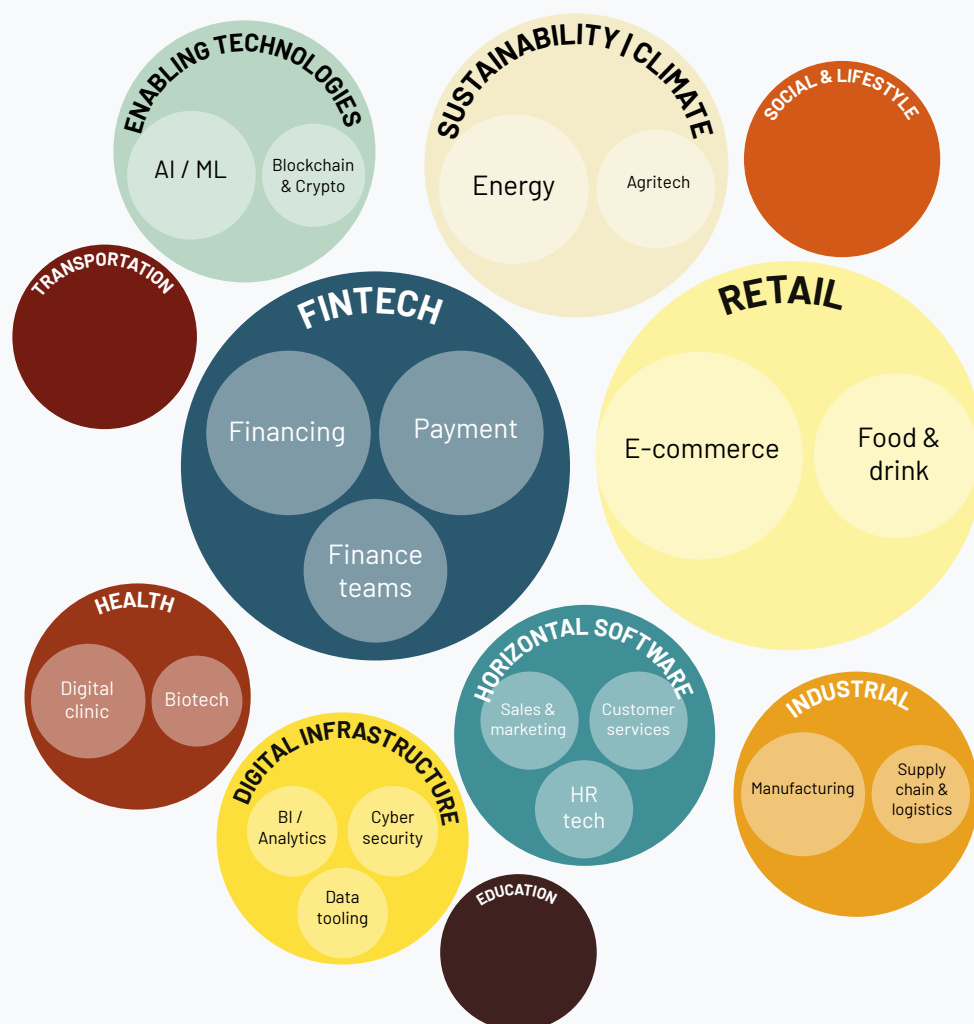 ENABLING TECHNOLOGIES
AI / ML
Blockchain
& Crypto
SUSTAINABILITY | CLIMATE
Energy
Agritech
SOCIAL & LIFESTYLE
TRANSPORTATION
FINTECH
Financing
Payment
Finance
teams
RETAIL
E-commerce
Food &
drink
HEALTH
Digital
clinic
Biotech
DIGITAL INFRASTRUCTURE
BI /
Analytics
Cyber
security
Data
tooling
HORIZONTAL SOFTWARE
Sales &
marketing
Customer
services
HR
tech
INDUSTRIAL
Manufacturing
Supply
chain &
logistics
EDUCATION